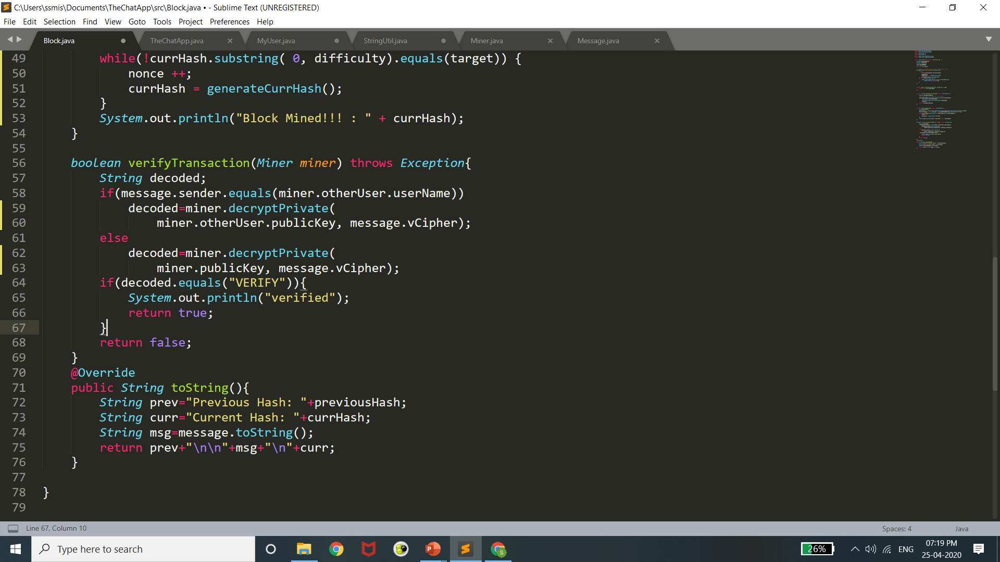 C:\Users\ssmis\Documents\TheChatApp\src\Block.java • - Sublime Text (UNREGISTERED)
File Edit Selection Find View Goto Tools Project Preferences Help
Block.java TheChatApp.java MyUser.java StringUtil.java Miner.java Message.java
49 while(!currHash.substring( 0, difficulty).equals(target)) {
50 nonce ++;
51 currHash = generateCurrHash();
52 }
53 System.out.println("Block Mined!!! : " + currHash);
54 }
55
56 boolean verifyTransaction(Miner miner) throws Exception{
57 String decoded;
58 if(message.sender.equals(miner.otherUser.userName))
59 decoded=miner.decryptPrivate(
60 miner.otherUser.publicKey, message.vCipher);
61 else
62 decoded=miner.decryptPrivate(
63 miner.publicKey, message.vCipher);
64 if(decoded.equals("VERIFY")){
65 System.out.println("verified");
66 return true;
67 }
68 return false;
69 }
70 @Override
71 public String toString(){
72 String prev="Previous Hash: "+previousHash;
73 String curr="Current Hash: "+currHash;
74 String msg=message.toString();
75 return prev+"\n\n"+msg+"\n"+curr;
76 }
77
78 }
79
Line 67, Column 10 Spaces: 4 Java
Type here to search 26% ENG 07:19 PM
25-04-2020